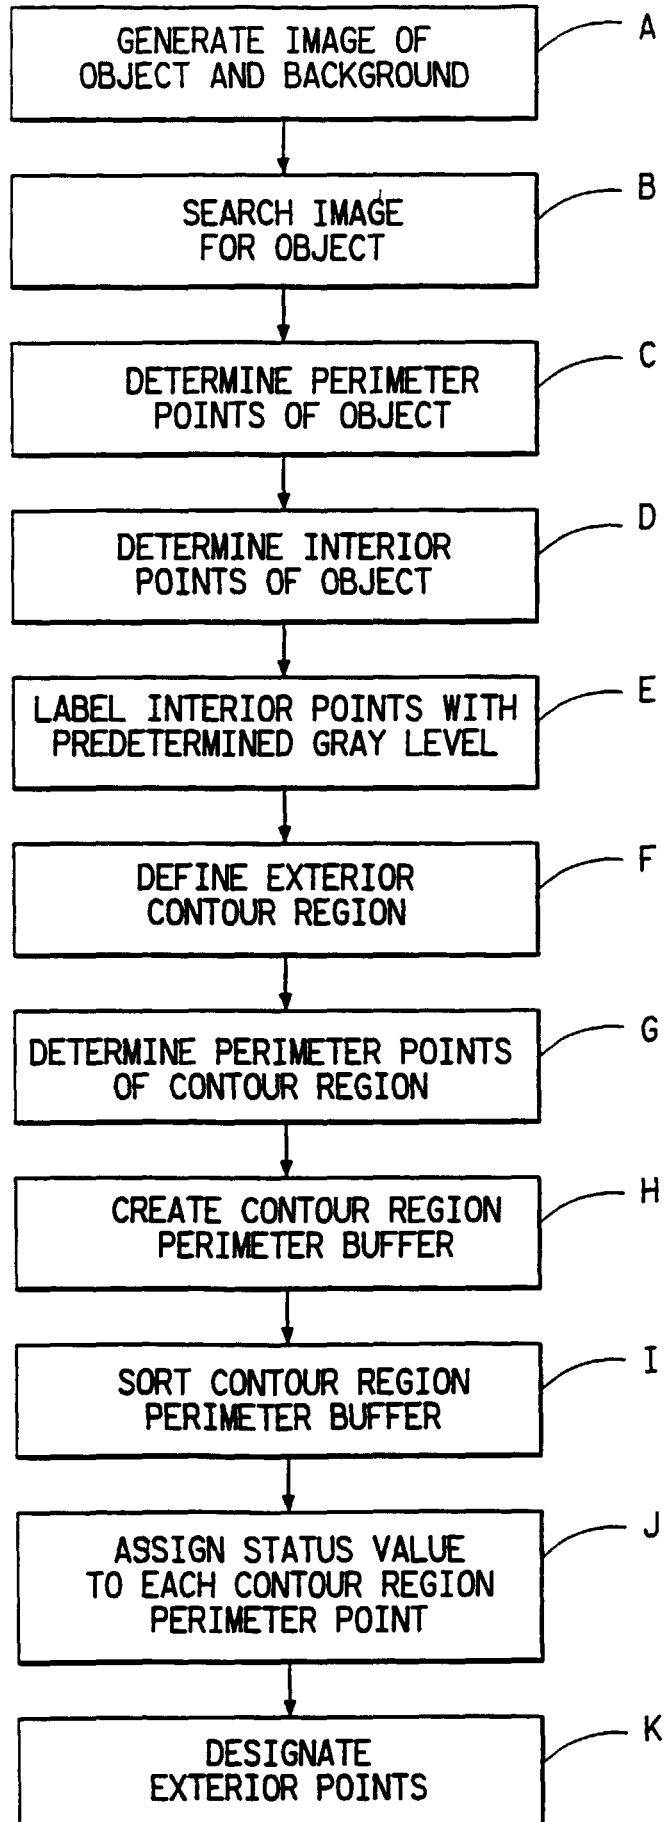 GENERATE IMAGE OF
OBJECT AND BACKGROUND
A
SEARCH IMAGE
FOR OBJECT
B
DETERMINE PERIMETER
POINTS OF OBJECT
C
DETERMINE INTERIOR
POINTS OF OBJECT
D
LABEL INTERIOR POINTS WITH
PREDETERMINED GRAY LEVEL
E
DEFINE EXTERIOR
CONTOUR REGION
F
DETERMINE PERIMETER POINTS
OF CONTOUR REGION
G
CREATE CONTOUR REGION
PERIMETER BUFFER
H
SORT CONTOUR REGION
PERIMETER BUFFER
I
ASSIGN STATUS VALUE
TO EACH CONTOUR REGION
PERIMETER POINT
J
DESIGNATE
EXTERIOR POINTS
K